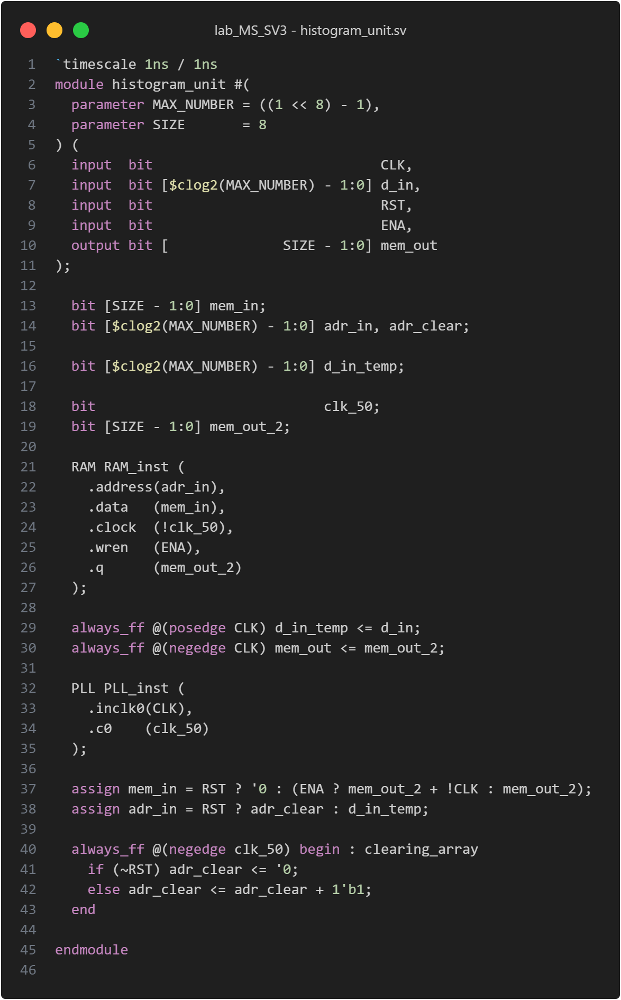 lab_MS_SV3 - histogram_unit.sv
1 `timescale 1ns / 1ns
2 module histogram_unit #(
3   parameter MAX_NUMBER = ((1 << 8) - 1),
4   parameter SIZE       = 8
5 ) (
6   input  bit                            CLK,
7   input  bit [$clog2(MAX_NUMBER) - 1:0] d_in,
8   input  bit                            RST,
9   input  bit                            ENA,
10   output bit [              SIZE - 1:0] mem_out
11 );
12
13   bit [SIZE - 1:0] mem_in;
14   bit [$clog2(MAX_NUMBER) - 1:0] adr_in, adr_clear;
15
16   bit [$clog2(MAX_NUMBER) - 1:0] d_in_temp;
17
18   bit                            clk_50;
19   bit [SIZE - 1:0] mem_out_2;
20
21   RAM RAM_inst (
22     .address(adr_in),
23     .data   (mem_in),
24     .clock  (!clk_50),
25     .wren   (ENA),
26     .q      (mem_out_2)
27   );
28
29   always_ff @(posedge CLK) d_in_temp <= d_in;
30   always_ff @(negedge CLK) mem_out <= mem_out_2;
31
32   PLL PLL_inst (
33     .inclk0(CLK),
34     .c0    (clk_50)
35   );
36
37   assign mem_in = RST ? '0 : (ENA ? mem_out_2 + !CLK : mem_out_2);
38   assign adr_in = RST ? adr_clear : d_in_temp;
39
40   always_ff @(negedge clk_50) begin : clearing_array
41     if (~RST) adr_clear <= '0;
42     else adr_clear <= adr_clear + 1'b1;
43   end
44
45 endmodule
46